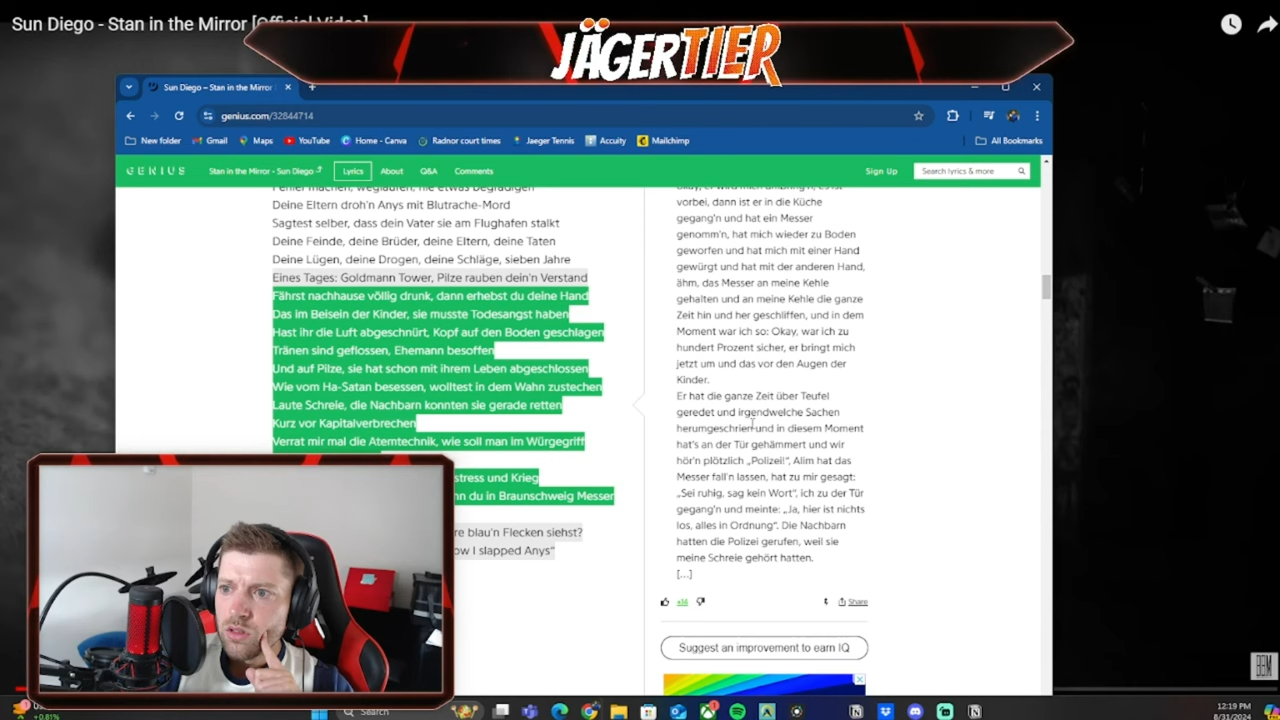 Sun Diego - Stan in the Mirror [Official Video]
JÄGERTIER
Sun Diego – Stan in the Mirror
genius.com/32844714
New folder
Gmail
Maps
YouTube
Home - Canva
Radnor court times
Jaeger Tennis
Acuity
Mailchimp
All Bookmarks
GENIUS
Stan in the Mirror - Sun Diego
Lyrics
About
Q&A
Comments
Sign Up
Search lyrics & more
Fehler machen, weglaufen, nie etwas begradigen
Deine Eltern droh'n Anys mit Blutrache-Mord
Sagtest selber, dass dein Vater sie am Flughafen stalkt
Deine Feinde, deine Brüder, deine Eltern, deine Taten
Deine Lügen, deine Drogen, deine Schläge, sieben Jahre
Eines Tages: Goldmann Tower, Pilze rauben dein'n Verstand
Fährst nachhause völlig drunk, dann erhebst du deine Hand
Das im Beisein der Kinder, sie musste Todesangst haben
Hast ihr die Luft abgeschnürt, Kopf auf den Boden geschlagen
Tränen sind geflossen, Ehemann besoffen
Und auf Pilze, sie hat schon mit ihrem Leben abgeschlossen
Wie vom Ha-Satan besessen, wolltest in dem Wahn zustechen
Laute Schreie, die Nachbarn konnten sie gerade retten
Kurz vor Kapitalverbrechen
Verrat mir mal die Atemtechnik, wie soll man im Würgegriff
stress und Krieg
nn du in Braunschweig Messer
re blau'n Flecken siehst?
ow I slapped Anys"
vorbei, dann ist er in die Küche
gegang'n und hat ein Messer
genomm'n, hat mich wieder zu Boden
geworfen und hat mich mit einer Hand
gewürgt und hat mit der anderen Hand,
ähm, das Messer an meine Kehle
gehalten und an meine Kehle die ganze
Zeit hin und her geschliffen, und in dem
Moment war ich so: Okay, war ich zu
hundert Prozent sicher, er bringt mich
jetzt um und das vor den Augen der
Kinder.
Er hat die ganze Zeit über Teufel
geredet und irgendwelche Sachen
herumgeschrien und in diesem Moment
hat's an der Tür gehämmert und wir
hör'n plötzlich „Polizei!", Alim hat das
Messer fall'n lassen, hat zu mir gesagt:
„Sei ruhig, sag kein Wort", ich zu der Tür
gegang'n und meinte: „Ja, hier ist nichts
los, alles in Ordnung". Die Nachbarn
hatten die Polizei gerufen, weil sie
meine Schreie gehört hatten.
[...]
Share
Suggest an improvement to earn IQ
BBM
+0.81%
Search
12:19 PM